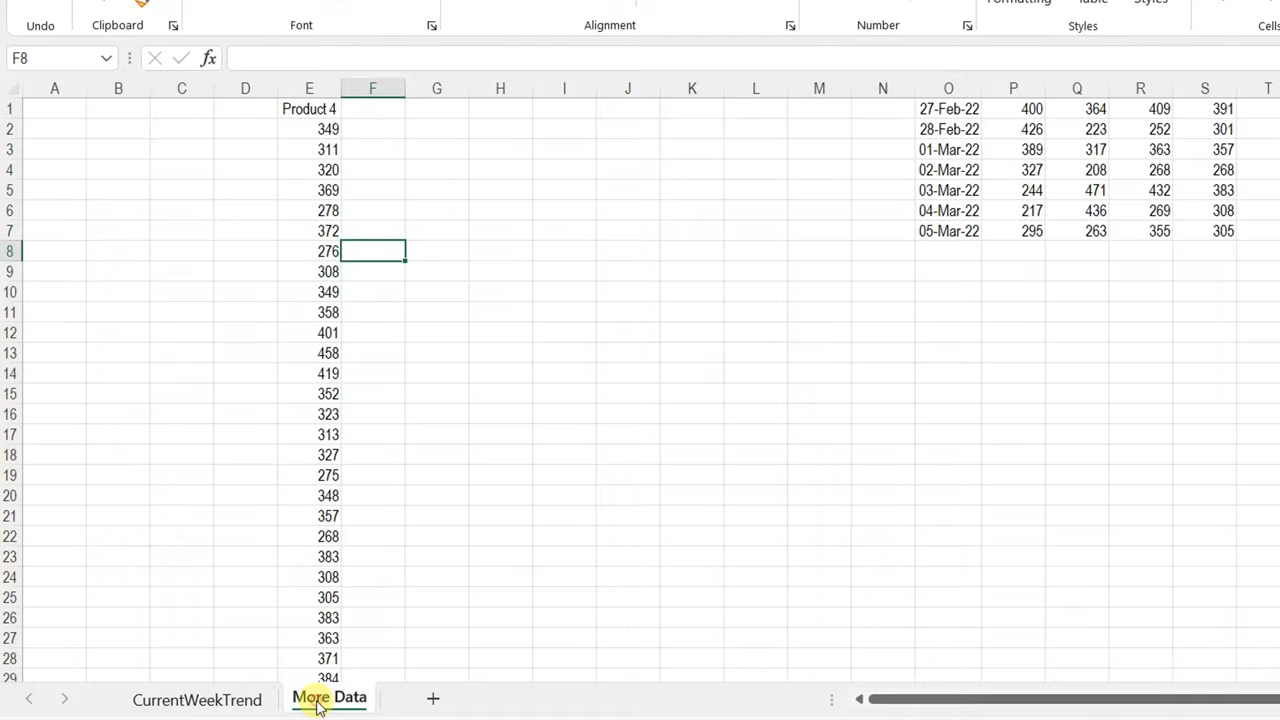 Formatting Table Styles
Undo Clipboard Font Alignment Number Styles Cells
F8 fx
A B C D E F G H I J K L M N O P Q R S T
1 Product 4 27-Feb-22 400 364 409 391
2 349 28-Feb-22 426 223 252 301
3 311 01-Mar-22 389 317 363 357
4 320 02-Mar-22 327 208 268 268
5 369 03-Mar-22 244 471 432 383
6 278 04-Mar-22 217 436 269 308
7 372 05-Mar-22 295 263 355 305
8 276
9 308
10 349
11 358
12 401
13 458
14 419
15 352
16 323
17 313
18 327
19 275
20 348
21 357
22 268
23 383
24 308
25 305
26 383
27 363
28 371
29 384
CurrentWeekTrend More Data +